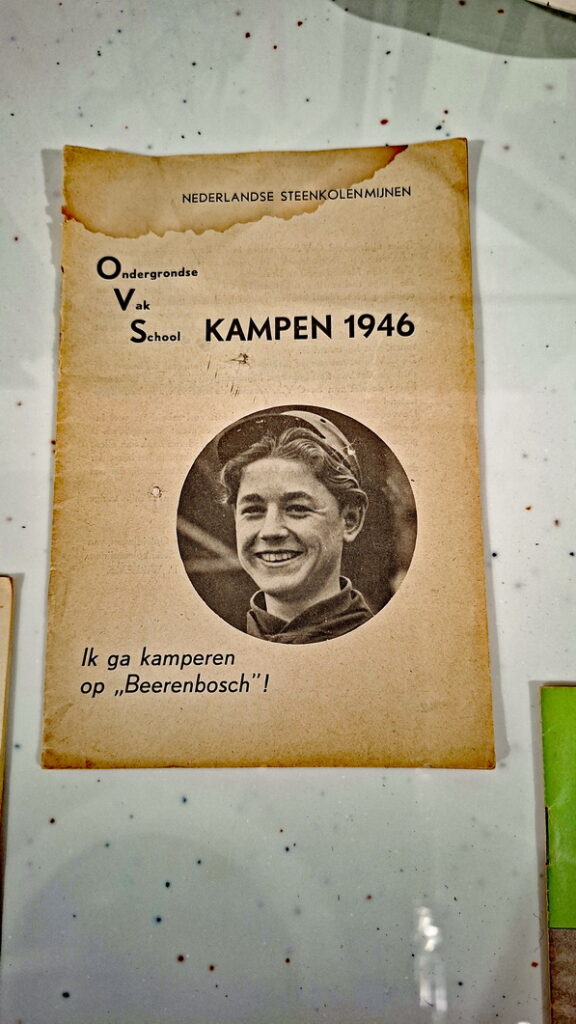 NEDERLANDSE STEENKOLENMIJNEN
Ondergrondse
Vak
School KAMPEN 1946
Ik ga kamperen
op „Beerenbosch”!